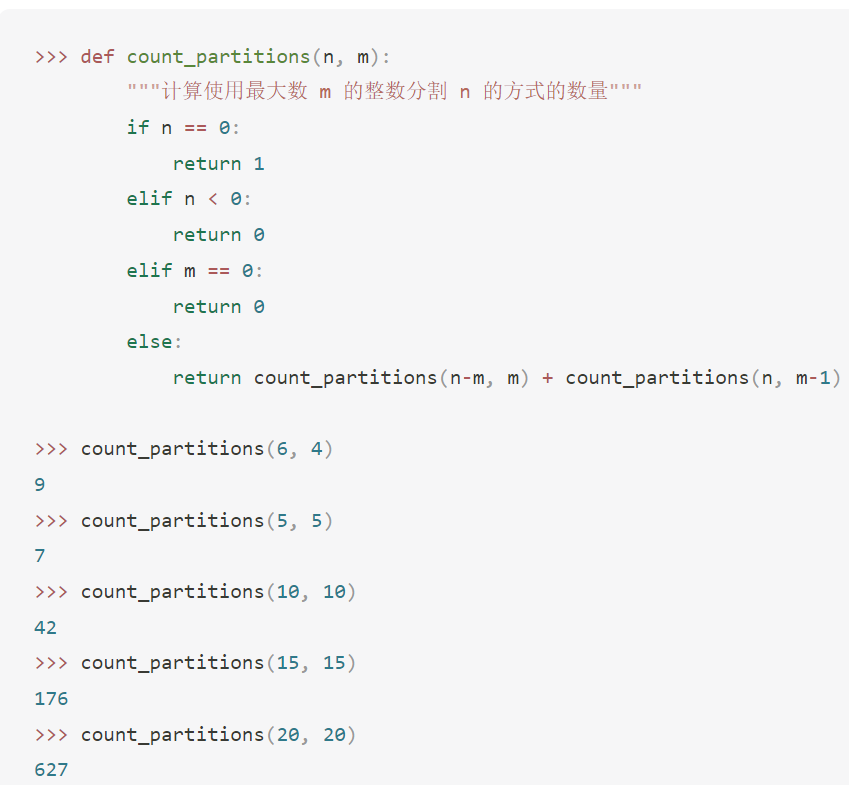 >>> def count_partitions(n, m):
        """计算使用最大数 m 的整数分割 n 的方式的数量"""
        if n == 0:
            return 1
        elif n < 0:
            return 0
        elif m == 0:
            return 0
        else:
            return count_partitions(n-m, m) + count_partitions(n, m-1)
>>> count_partitions(6, 4)
9
>>> count_partitions(5, 5)
7
>>> count_partitions(10, 10)
42
>>> count_partitions(15, 15)
176
>>> count_partitions(20, 20)
627